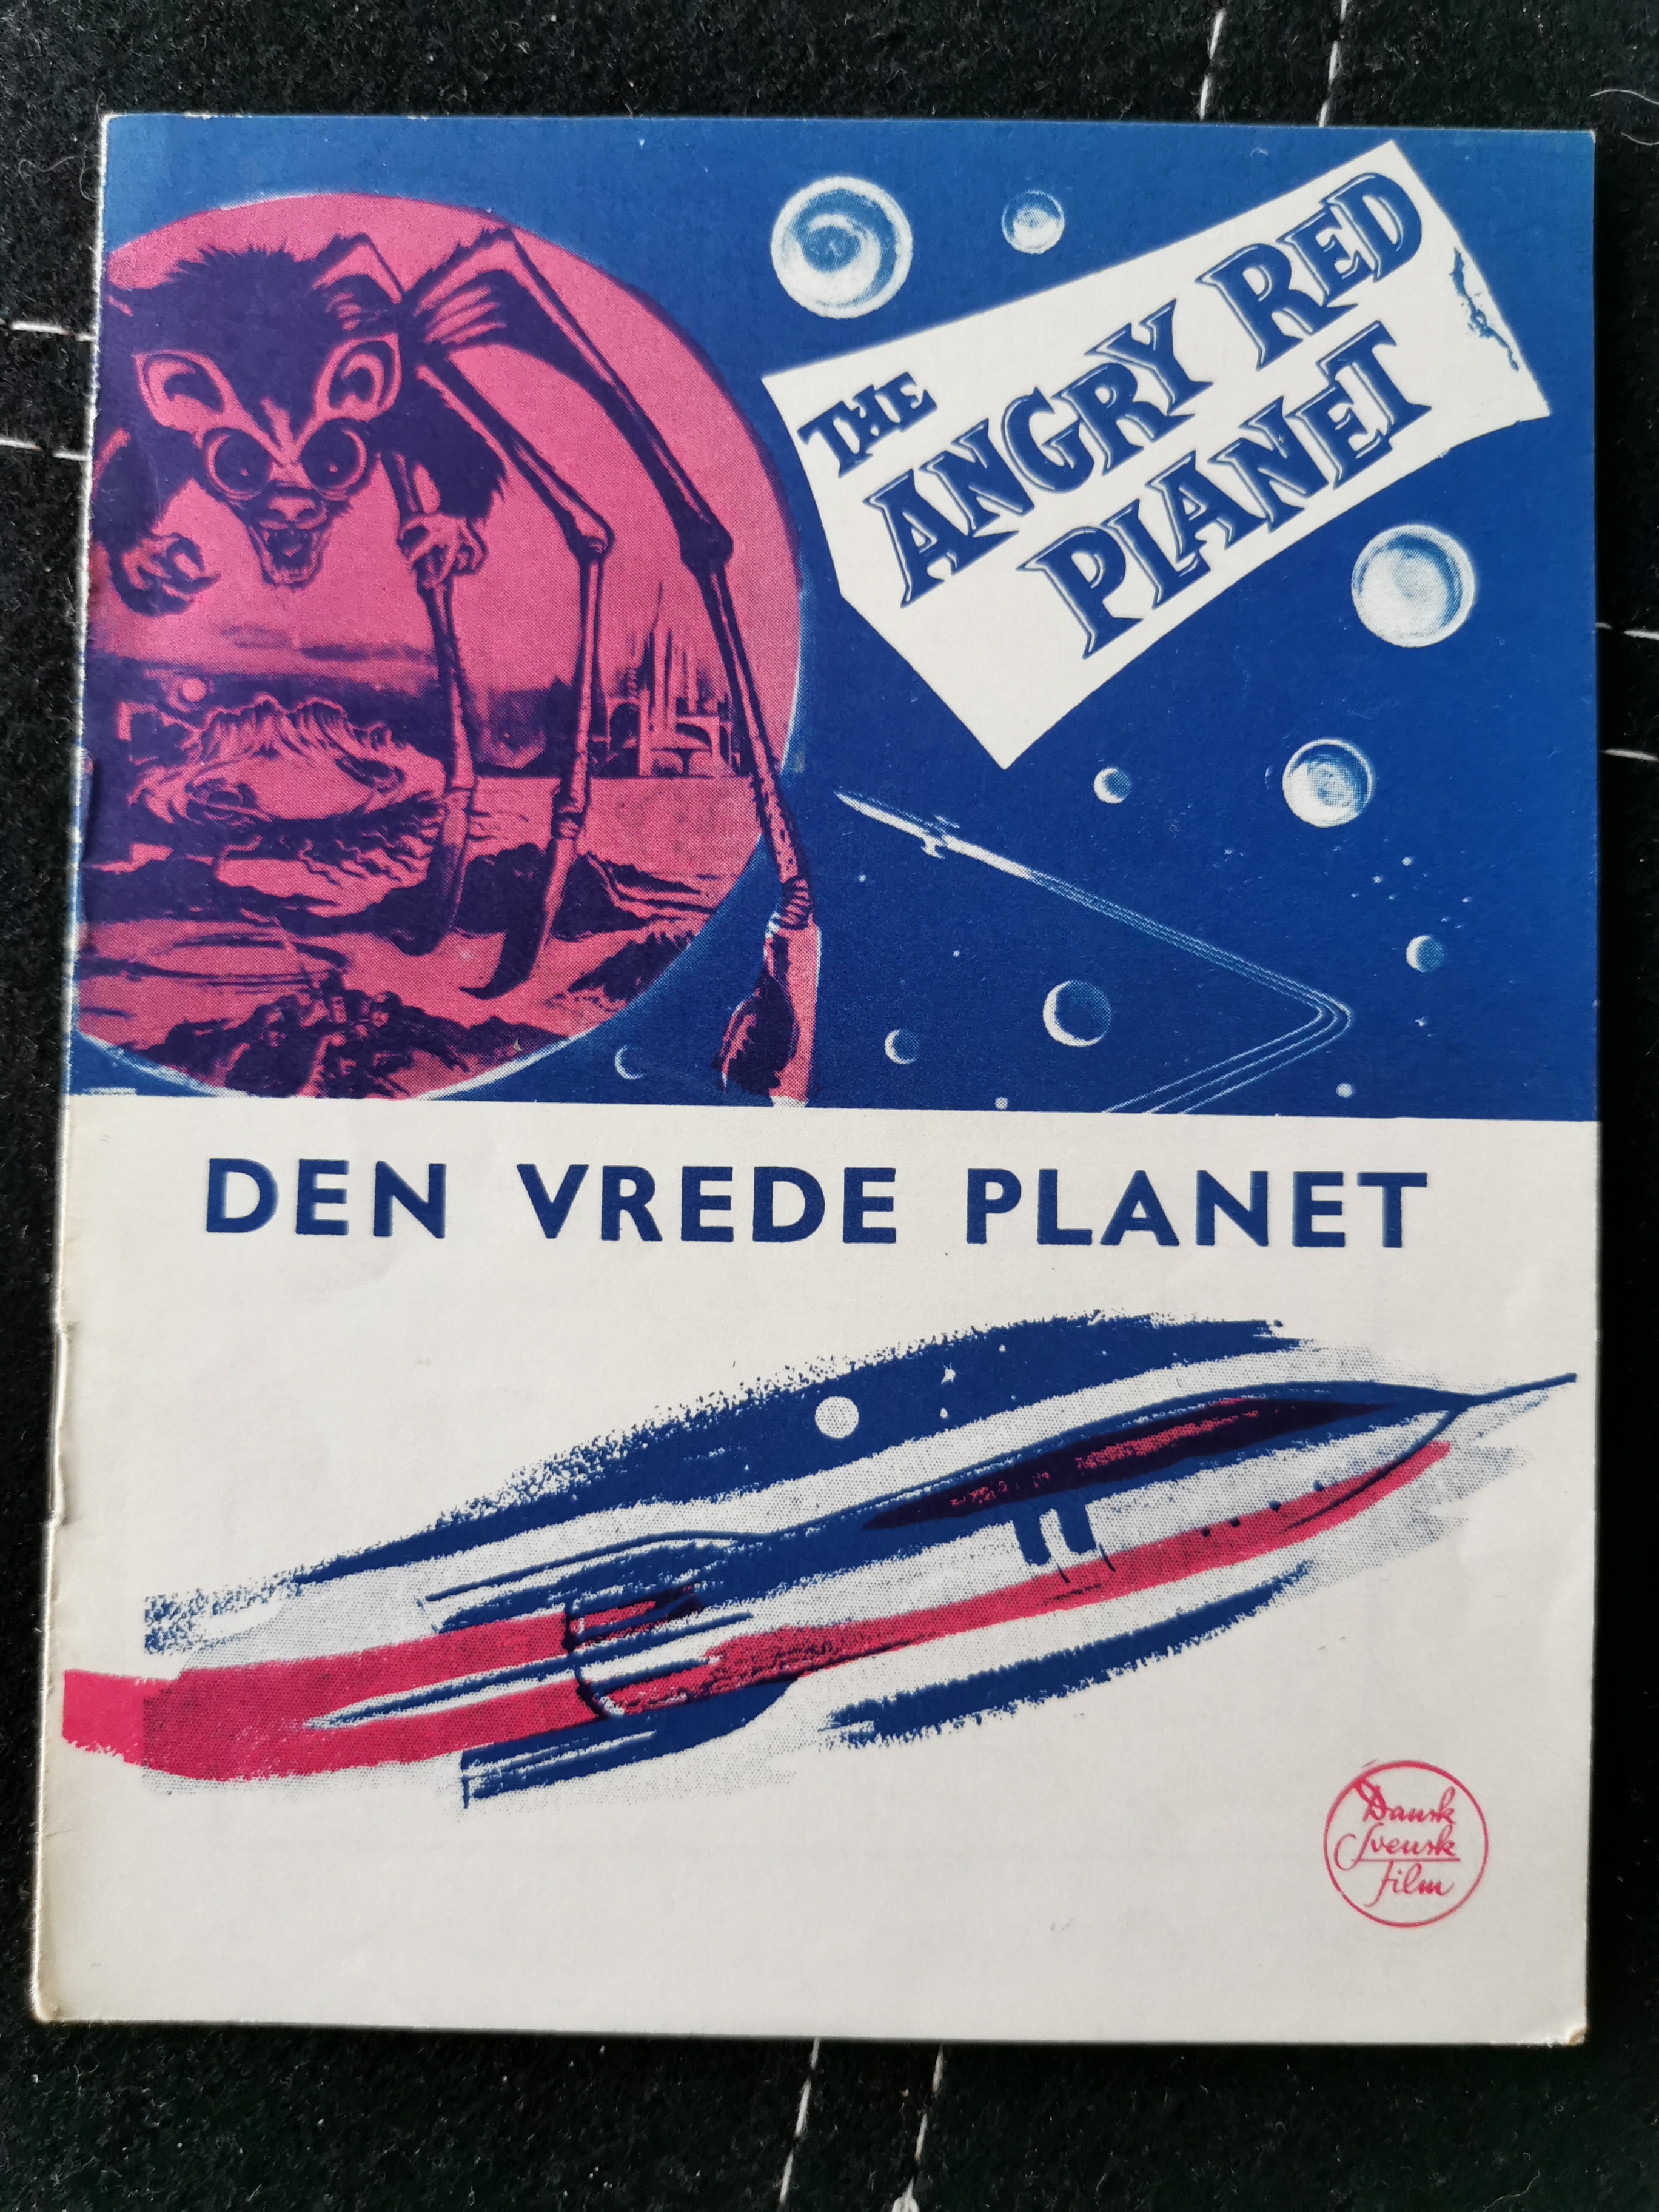 THE
ANGRY RED
PLANET
DEN VREDE PLANET
Dansk
Svensk
film